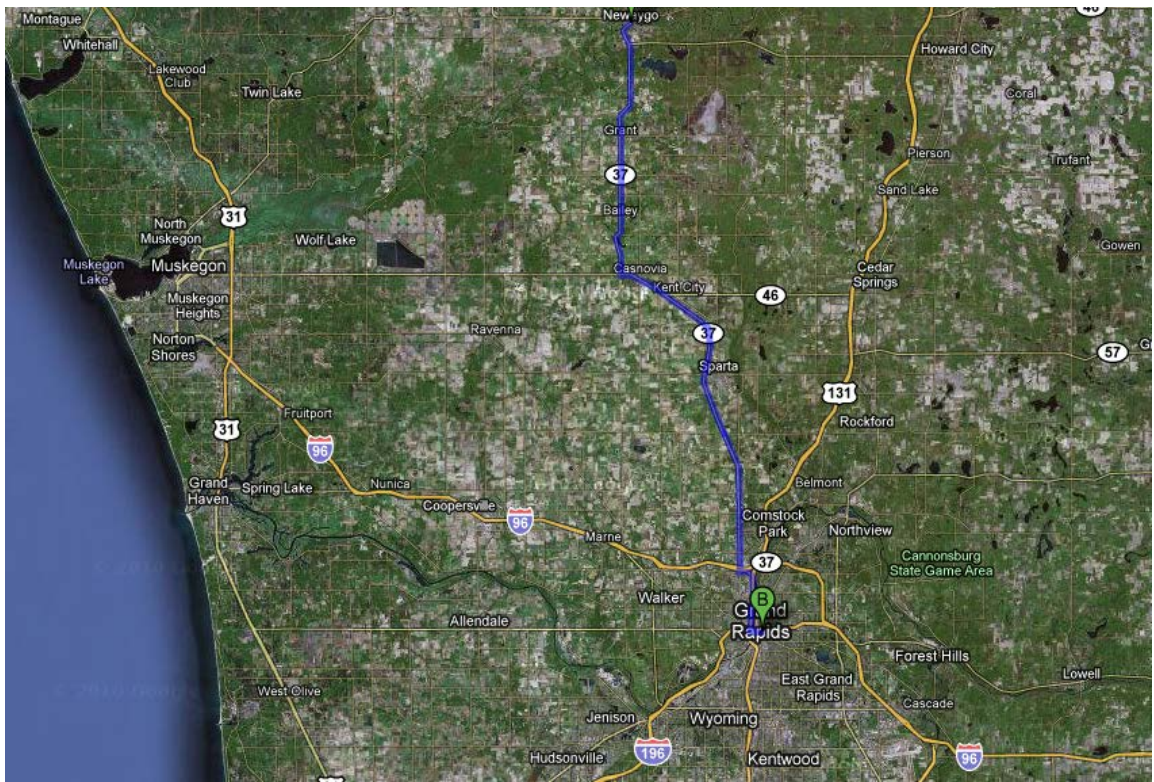 Montague
Newaygo
46
Whitehall
Howard City
Lakewood
Club
Twin Lake
Coral
Grant
Pierson
Trufant
37
Sand Lake
31
Bailey
North
Muskegon
Wolf Lake
Gowen
Muskegon
Lake
Muskegon
Casnovia
Cedar
Springs
Kent City
46
Muskegon
Heights
Ravenna
37
Norton
Shores
57
Sparta
131
Fruitport
Rockford
31
96
Grand
Haven
Spring Lake
Nunica
Belmont
Coopersville
96
Comstock
Park
Northview
Marne
Cannonsburg
State Game Area
37
Walker
B
Grand
Rapids
Allendale
Forest Hills
East Grand
Rapids
Lowell
West Olive
Cascade
Jenison
Wyoming
196
Hudsonville
Kentwood
96